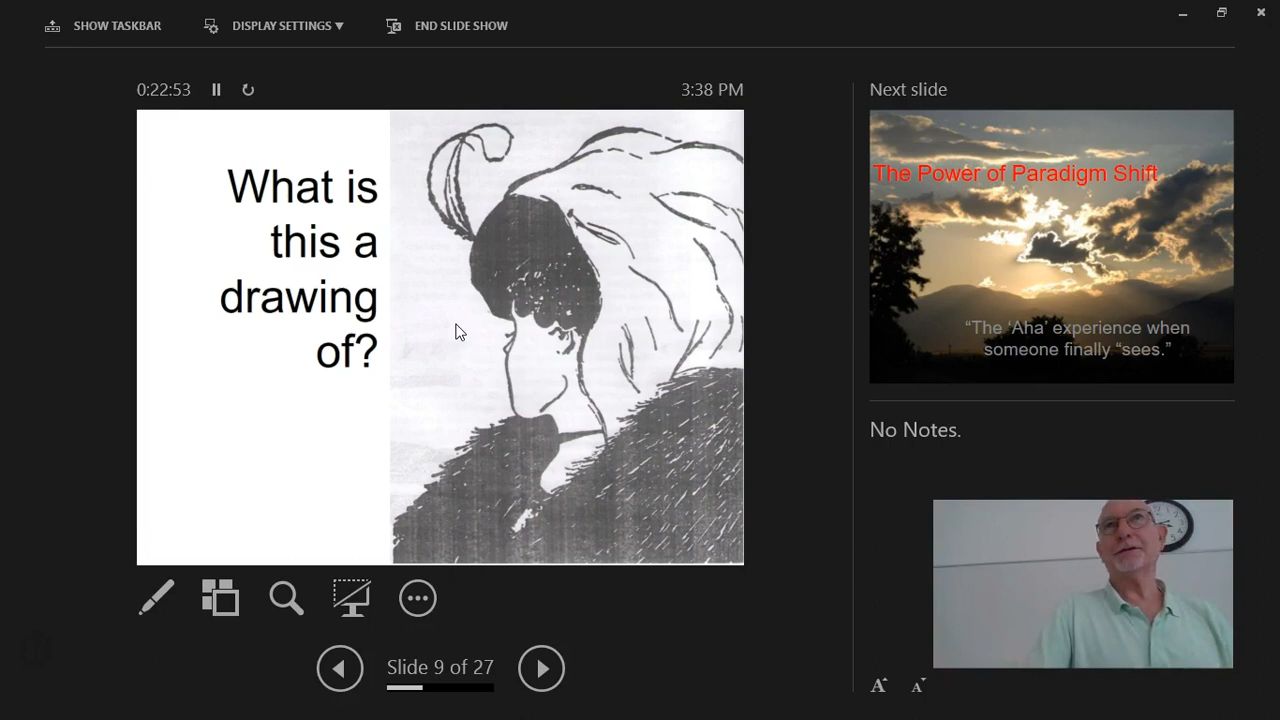 SHOW TASKBAR
DISPLAY SETTINGS ▼
END SLIDE SHOW
0:22:53
3:38 PM
What is
this a
drawing
of?
Next slide
The Power of Paradigm Shift
“The ‘Aha’ experience when
someone finally “sees.”
No Notes.
Slide 9 of 27
A A